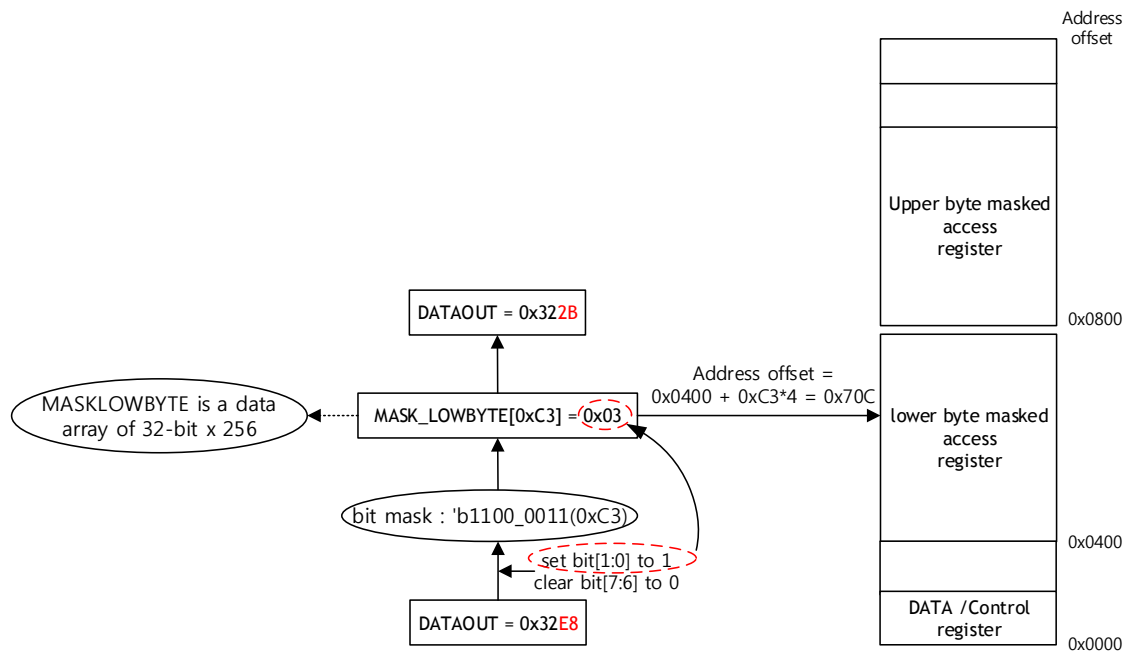 Address
offset
Upper byte masked
access
register
0x0800
DATAOUT = 0x322B
Address offset =
0x0400 + 0xC3*4 = 0x70C
MASKLOWBYTE is a data
array of 32-bit x 256
MASK_LOWBYTE[0xC3] = 0x03
lower byte masked
access
register
bit mask : 'b1100_0011(0xC3)
0x0400
set bit[1:0] to 1
clear bit[7:6] to 0
DATAOUT = 0x32E8
DATA /Control
register
0x0000